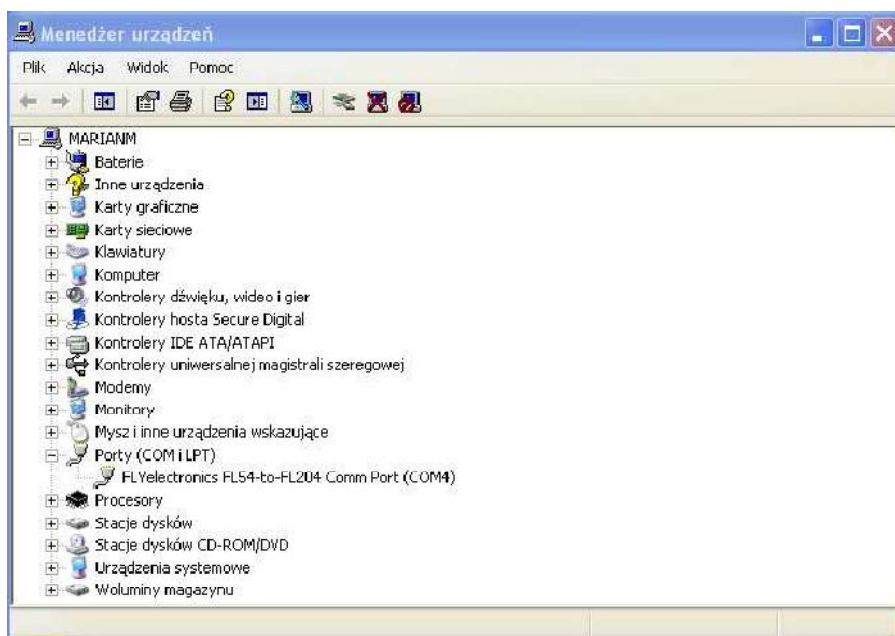 Menedżer urządzeń
Plik Akcja Widok Pomoc
MARIANM
Baterie
Inne urządzenia
Karty graficzne
Karty sieciowe
Klawiatury
Komputer
Kontrolery dźwięku, wideo i gier
Kontrolery hosta Secure Digital
Kontrolery IDE ATA/ATAPI
Kontrolery uniwersalnej magistrali szeregowej
Modemy
Monitory
Mysz i inne urządzenia wskazujące
Porty (COM i LPT)
FLYelectronics FL54-to-FL204 Comm Port (COM4)
Procesory
Stacje dysków
Stacje dysków CD-ROM/DVD
Urządzenia systemowe
Woluminy magazynu